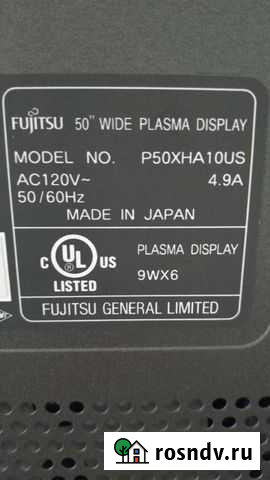 FUJITSU 50" WIDE PLASMA DISPLAY
MODEL NO. P50XHA10US
AC120V~ 4.9A
50/60Hz
MADE IN JAPAN
C UL US PLASMA DISPLAY
LISTED 9WX6
FUJITSU GENERAL LIMITED
rosndv.ru